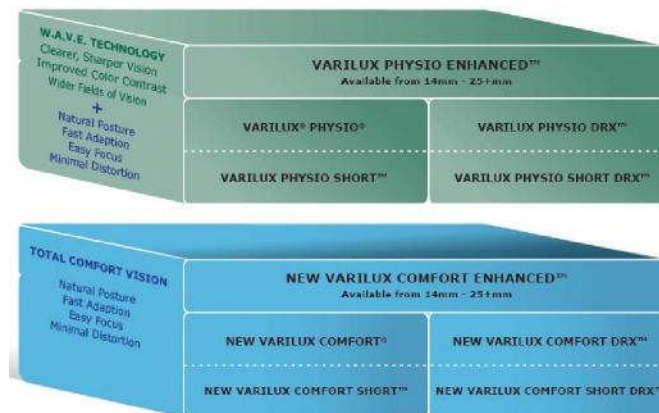 W.A.V.E. TECHNOLOGY
Clearer, Sharper Vision
Improved Color Contrast
Wider Fields of Vision
+
Natural Posture
Fast Adaption
Easy Focus
Minimal Distortion
VARILUX PHYSIO ENHANCED™
Available from 14mm - 25+mm
VARILUX® PHYSIO®
VARILUX PHYSIO DRX™
VARILUX PHYSIO SHORT™
VARILUX PHYSIO SHORT DRX™
TOTAL COMFORT VISION
Natural Posture
Fast Adaption
Easy Focus
Minimal Distortion
NEW VARILUX COMFORT ENHANCED™
Available from 14mm - 25+mm
NEW VARILUX COMFORT®
NEW VARILUX COMFORT DRX™
NEW VARILUX COMFORT SHORT™
NEW VARILUX COMFORT SHORT DRX™